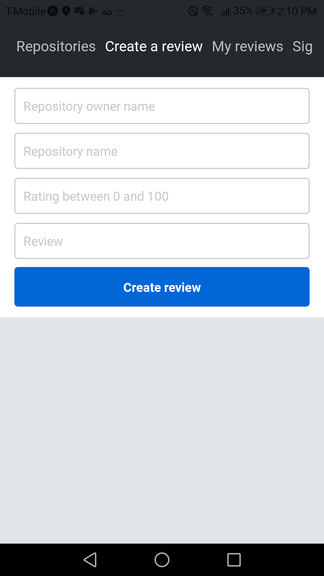 T-Mobile 35% 2:10 PM
Repositories Create a review My reviews Sig
Repository owner name
Repository name
Rating between 0 and 100
Review
Create review